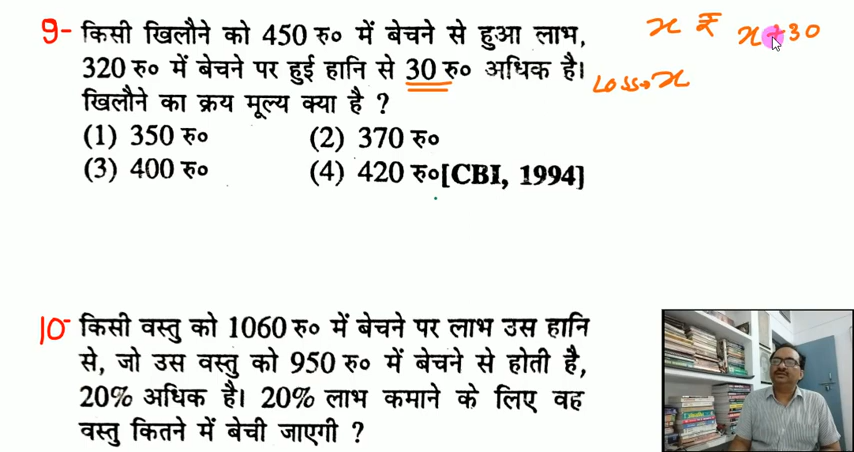 9- किसी खिलौने को 450 रु० में बेचने से हुआ लाभ,
320 रु० में बेचने पर हुई हानि से 30 रु० अधिक है।
खिलौने का क्रय मूल्य क्या है ?
(1) 350 रु० (2) 370 रु०
(3) 400 रु० (4) 420 रु० [CBI, 1994]
x ₹ x+30
Loss→x
10- किसी वस्तु को 1060 रु० में बेचने पर लाभ उस हानि
से, जो उस वस्तु को 950 रु० में बेचने से होती है,
20% अधिक है। 20% लाभ कमाने के लिए वह
वस्तु कितने में बेची जाएगी ?